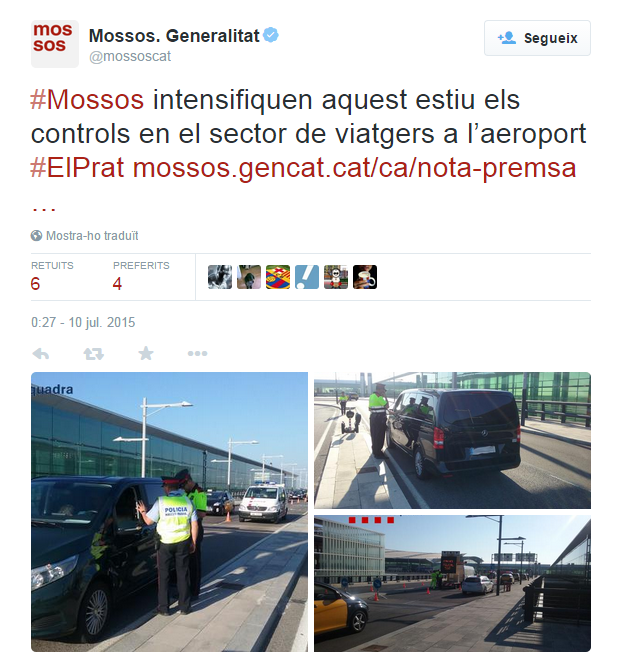 mos
sos
Mossos. Generalitat
@mossoscat
Segueix
#Mossos intensifiquen aquest estiu els
controls en el sector de viatgers a l’aeroport
#ElPrat mossos.gencat.cat/ca/nota-premsa
…
Mostra-ho traduït
RETUITS
PREFERITS
6
4
0:27 - 10 jul. 2015
uadra
POLICIA